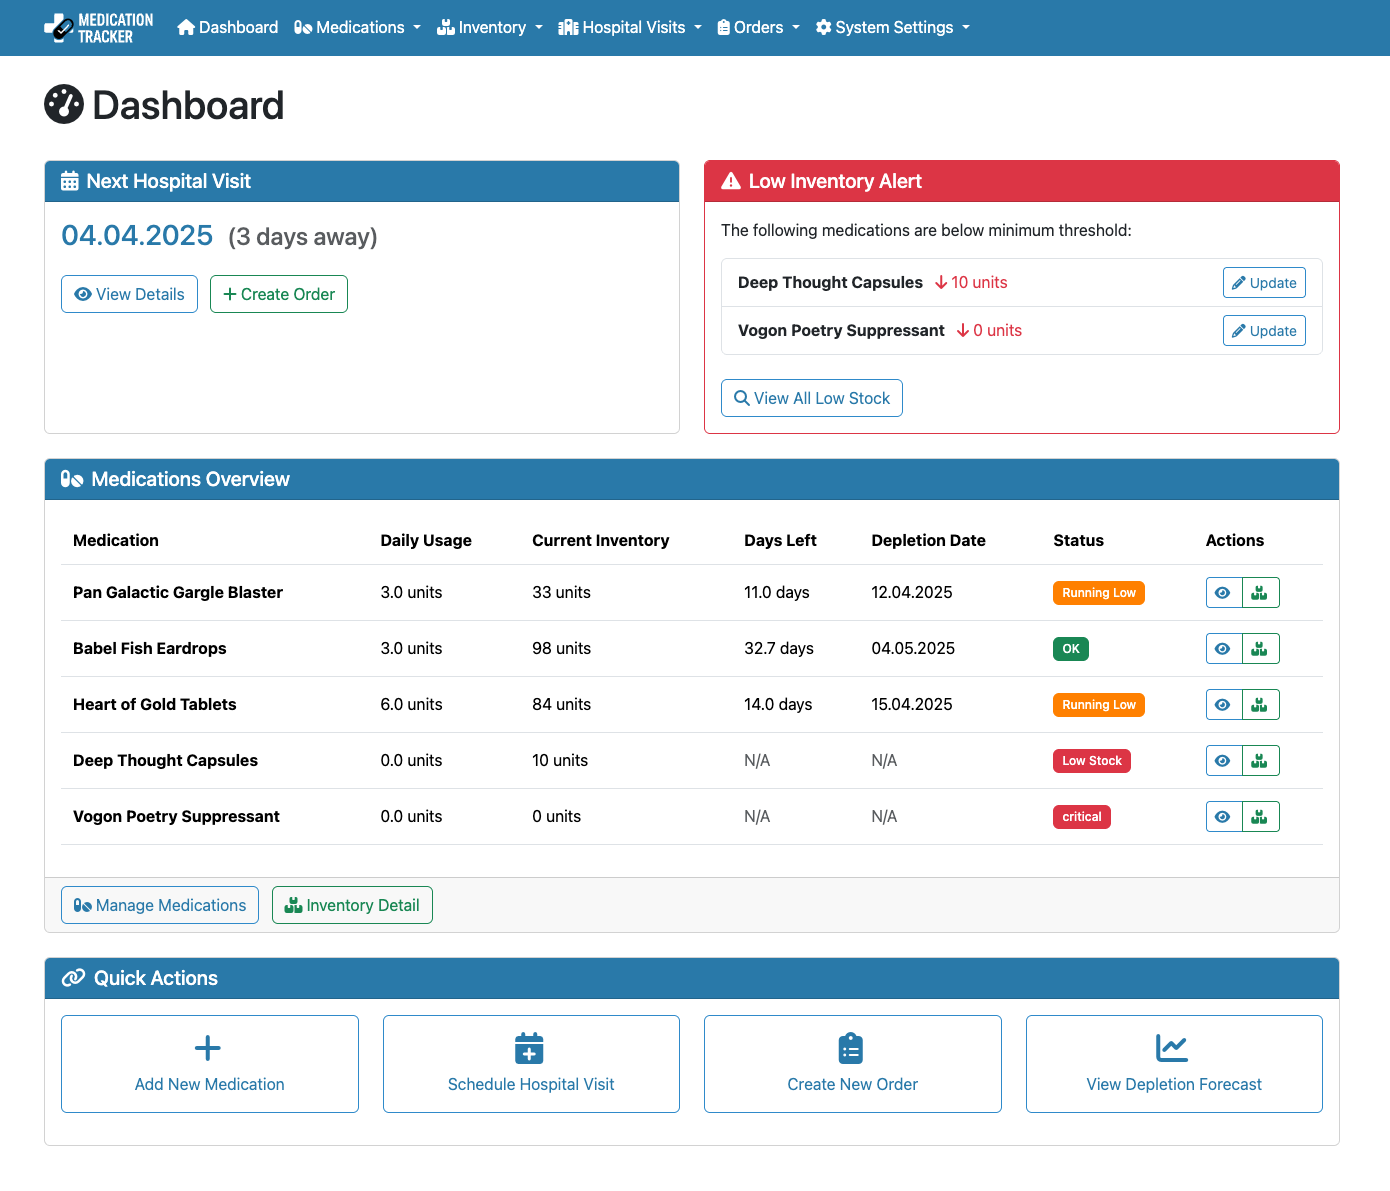 MEDICATION
TRACKER
Dashboard Medications Inventory Hospital Visits Orders System Settings
Dashboard
Next Hospital Visit
04.04.2025 (3 days away)
View Details Create Order
Low Inventory Alert
The following medications are below minimum threshold:
Deep Thought Capsules 10 units Update
Vogon Poetry Suppressant 0 units Update
View All Low Stock
Medications Overview
Medication Daily Usage Current Inventory Days Left Depletion Date Status Actions
Pan Galactic Gargle Blaster 3.0 units 33 units 11.0 days 12.04.2025 Running Low
Babel Fish Eardrops 3.0 units 98 units 32.7 days 04.05.2025 OK
Heart of Gold Tablets 6.0 units 84 units 14.0 days 15.04.2025 Running Low
Deep Thought Capsules 0.0 units 10 units N/A N/A Low Stock
Vogon Poetry Suppressant 0.0 units 0 units N/A N/A critical
Manage Medications Inventory Detail
Quick Actions
Add New Medication Schedule Hospital Visit Create New Order View Depletion Forecast